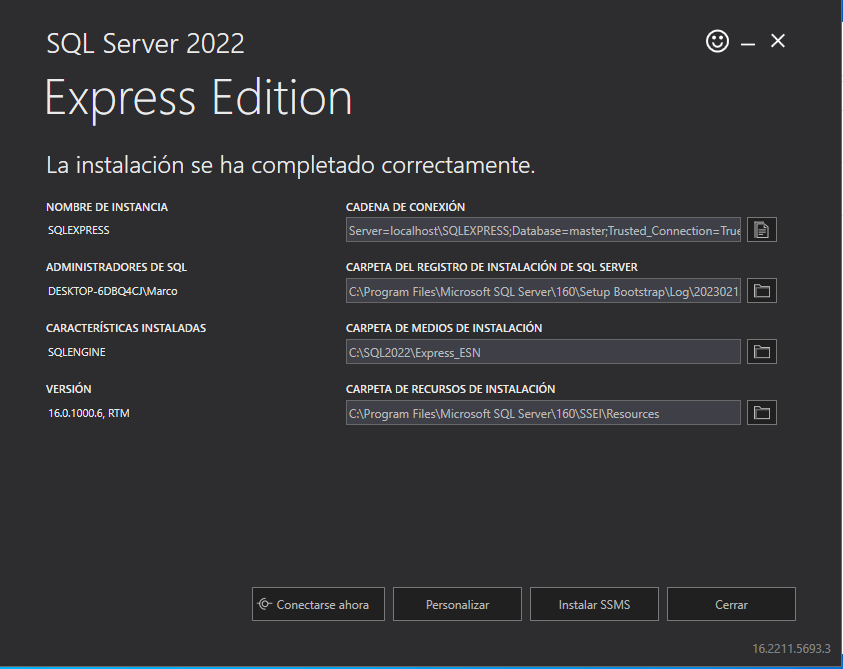 SQL Server 2022
Express Edition
La instalación se ha completado correctamente.
NOMBRE DE INSTANCIA
SQLEXPRESS
CADENA DE CONEXIÓN
Server=localhost\SQLEXPRESS;Database=master;Trusted_Connection=True
ADMINISTRADORES DE SQL
DESKTOP-6DBQ4CJ\Marco
CARPETA DEL REGISTRO DE INSTALACIÓN DE SQL SERVER
C:\Program Files\Microsoft SQL Server\160\Setup Bootstrap\Log\2023021
CARACTERÍSTICAS INSTALADAS
SQLENGINE
CARPETA DE MEDIOS DE INSTALACIÓN
C:\SQL2022\Express_ESN
VERSIÓN
16.0.1000.6, RTM
CARPETA DE RECURSOS DE INSTALACIÓN
C:\Program Files\Microsoft SQL Server\160\SSEI\Resources
Conectarse ahora
Personalizar
Instalar SSMS
Cerrar
16.2211.5693.3